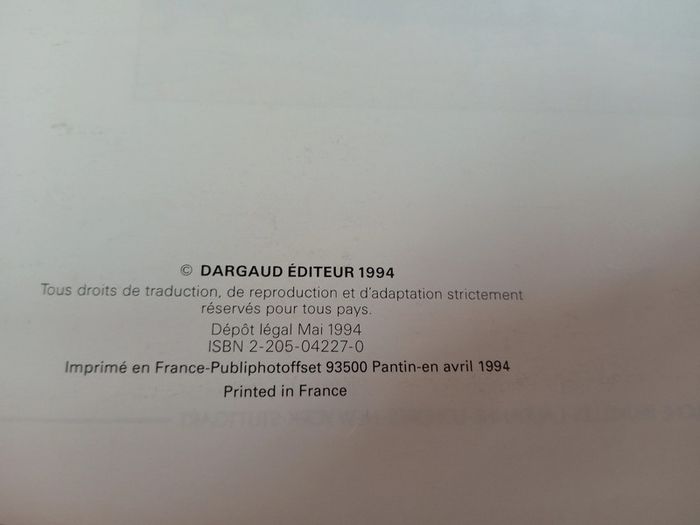 © DARGAUD ÉDITEUR 1994
Tous droits de traduction, de reproduction et d'adaptation strictement
réservés pour tous pays.
Dépôt légal Mai 1994
ISBN 2-205-04227-0
Imprimé en France-Publiphotoffset 93500 Pantin-en avril 1994
Printed in France